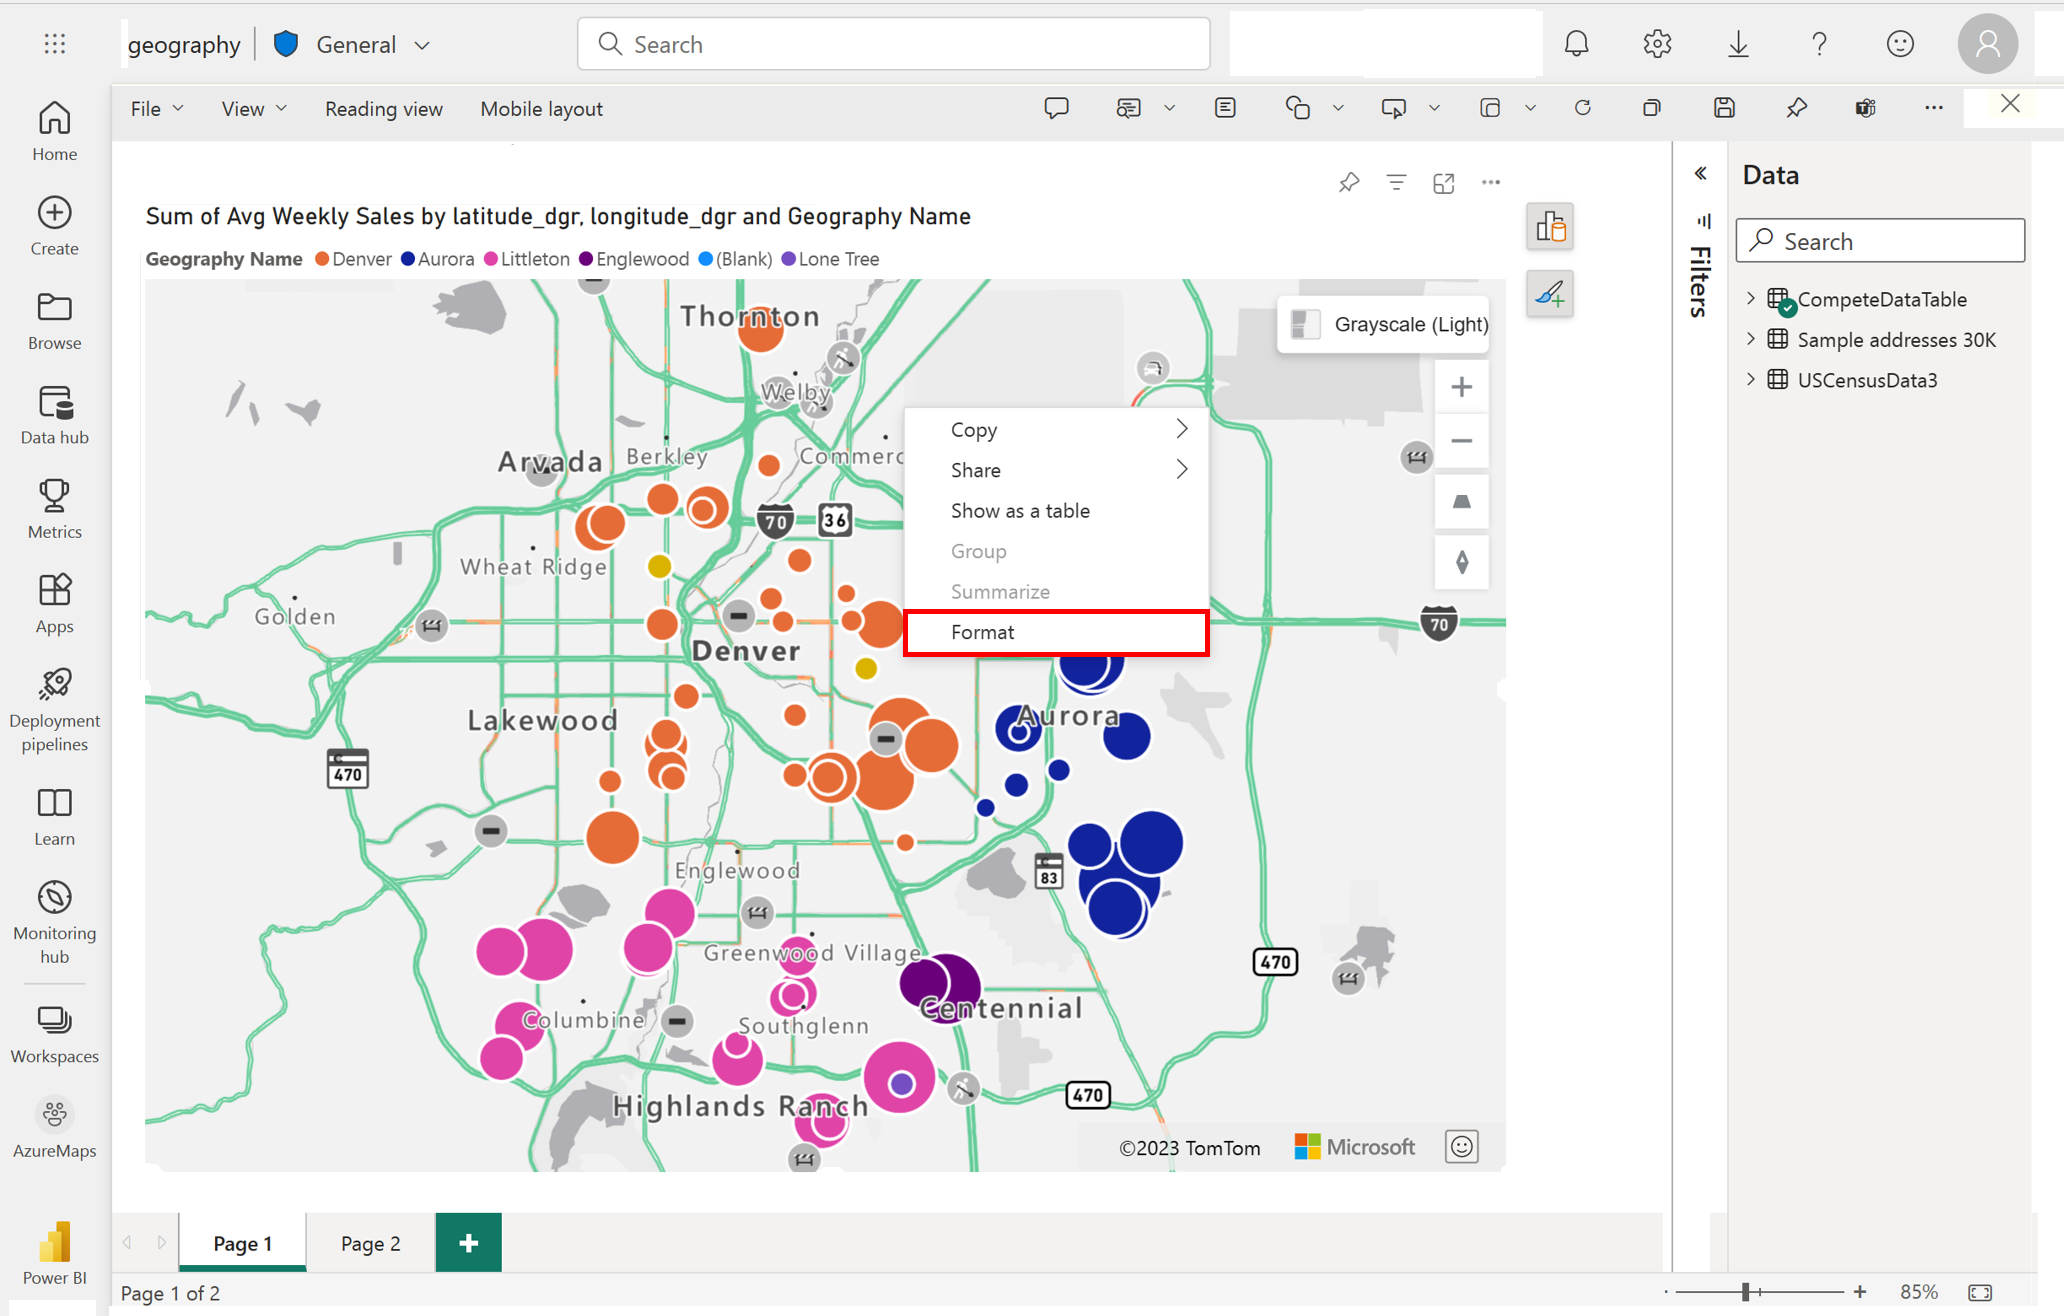 geography
General
Search
File
View
Reading view
Mobile layout
Home
Create
Browse
Data hub
Metrics
Apps
Deployment
pipelines
Learn
Monitoring
hub
Workspaces
AzureMaps
Power BI
Sum of Avg Weekly Sales by latitude_dgr, longitude_dgr and Geography Name
Geography Name Denver Aurora Littleton Englewood (Blank) Lone Tree
Thornton
Grayscale (Light)
Welby
Arvada
Berkley
Commerc
70
36
Wheat Ridge
Golden
Denver
70
Lakewood
Aurora
C
470
Englewood
C
83
Greenwood Village
470
Centennial
Columbine
Southglenn
470
Highlands Ranch
©2023 TomTom
Microsoft
Copy
Share
Show as a table
Group
Summarize
Format
Filters
Data
Search
CompeteDataTable
Sample addresses 30K
USCensusData3
Page 1
Page 2
+
Page 1 of 2
- + 85%